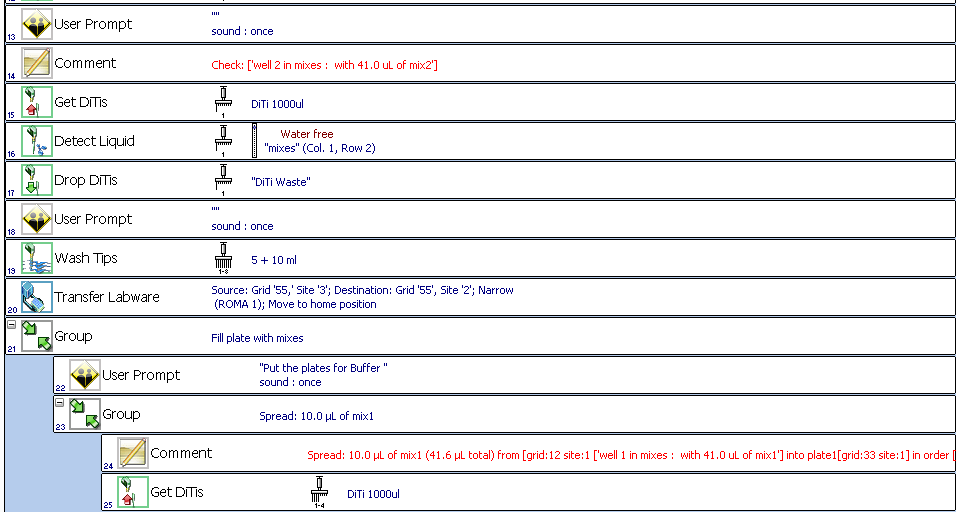 13 User Prompt ""
sound : once
14 Comment Check: ['well 2 in mixes :  with 41.0 uL of mix2']
15 Get DiTis 1 DiTi 1000ul
16 Detect Liquid 1 Water free
"mixes" (Col. 1, Row 2)
17 Drop DiTis 1 "DiTi Waste"
18 User Prompt ""
sound : once
19 Wash Tips 1-8 5 + 10 ml
20 Transfer Labware Source: Grid '55,' Site '3'; Destination: Grid '55', Site '2'; Narrow
(ROMA 1); Move to home position
21 Group Fill plate with mixes
22 User Prompt "Put the plates for Buffer "
sound : once
23 Group Spread: 10.0 µL of mix1
24 Comment Spread: 10.0 µL of mix1 (41.6 µL total) from [grid:12 site:1 ['well 1 in mixes :  with 41.0 uL of mix1'] into plate1[grid:33 site:1] in order [
25 Get DiTis 1-4 DiTi 1000ul